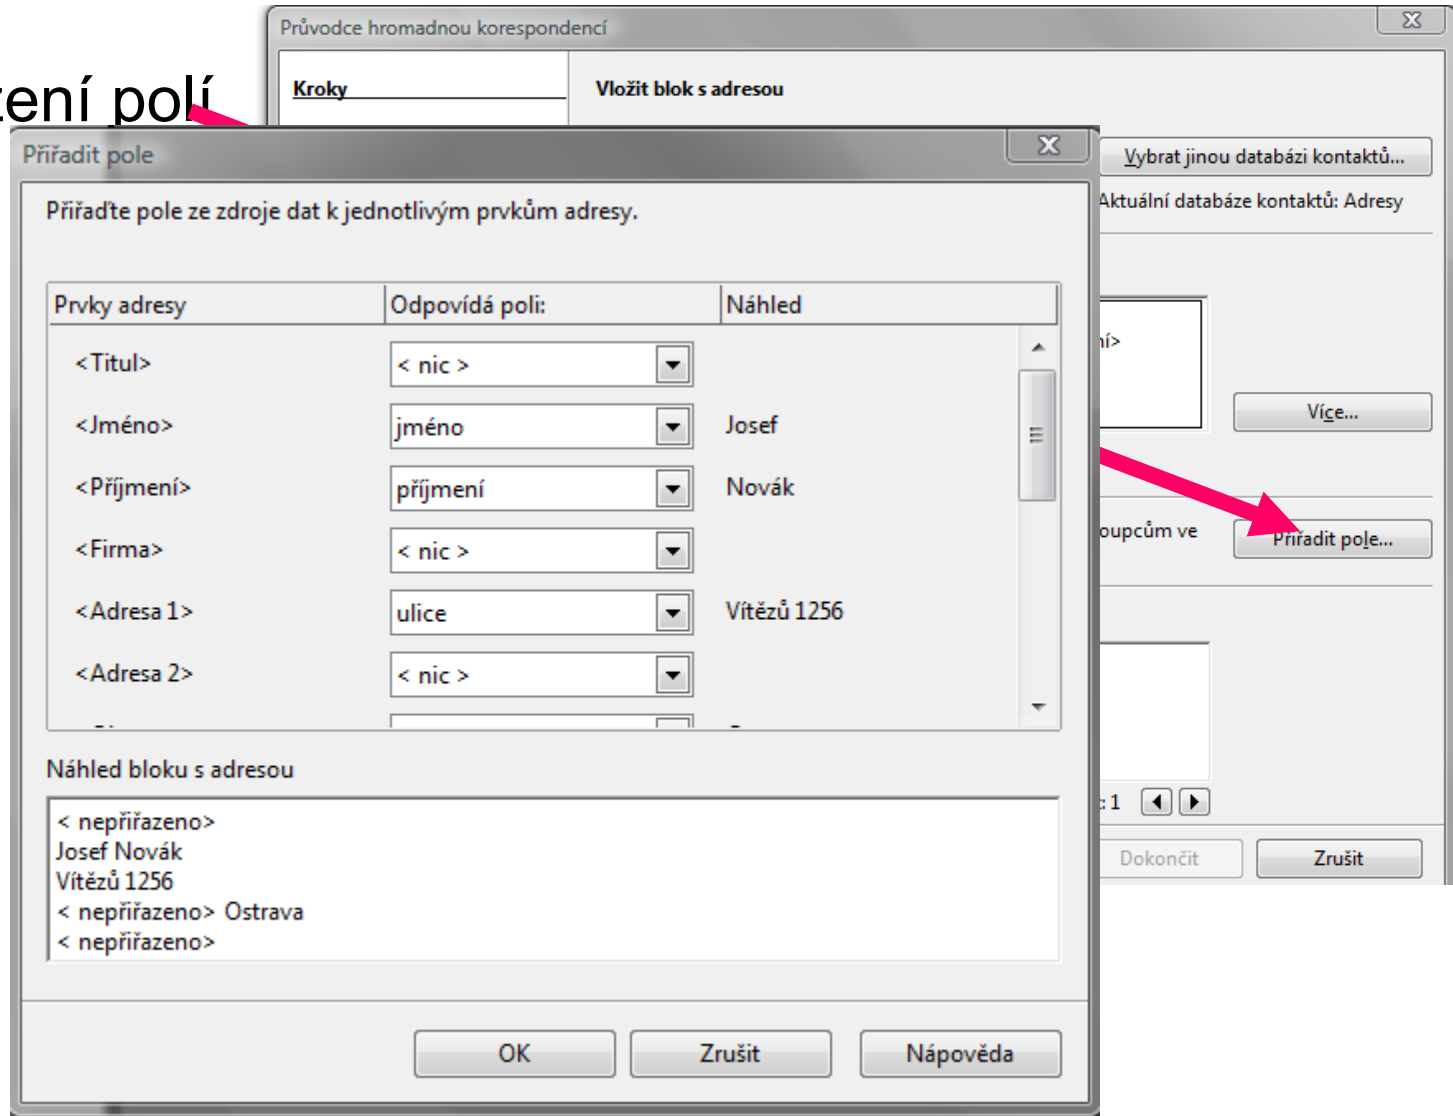 Průvodce hromadnou korespondencí
zení polí
Kroky
Vložit blok s adresou
Vybrat jinou databázi kontaktů...
Aktuální databáze kontaktů: Adresy
Více...
oupcům ve
Přiřadit pole...
Dokončit
Zrušit
Přiřadit pole
Přiřaďte pole ze zdroje dat k jednotlivým prvkům adresy.
Prvky adresy Odpovídá poli: Náhled
<Titul> < nic >
<Jméno> jméno Josef
<Příjmení> příjmení Novák
<Firma> < nic >
<Adresa 1> ulice Vítězů 1256
<Adresa 2> < nic >
Náhled bloku s adresou
< nepřiřazeno>
Josef Novák
Vítězů 1256
< nepřiřazeno> Ostrava
< nepřiřazeno>
OK Zrušit Nápověda